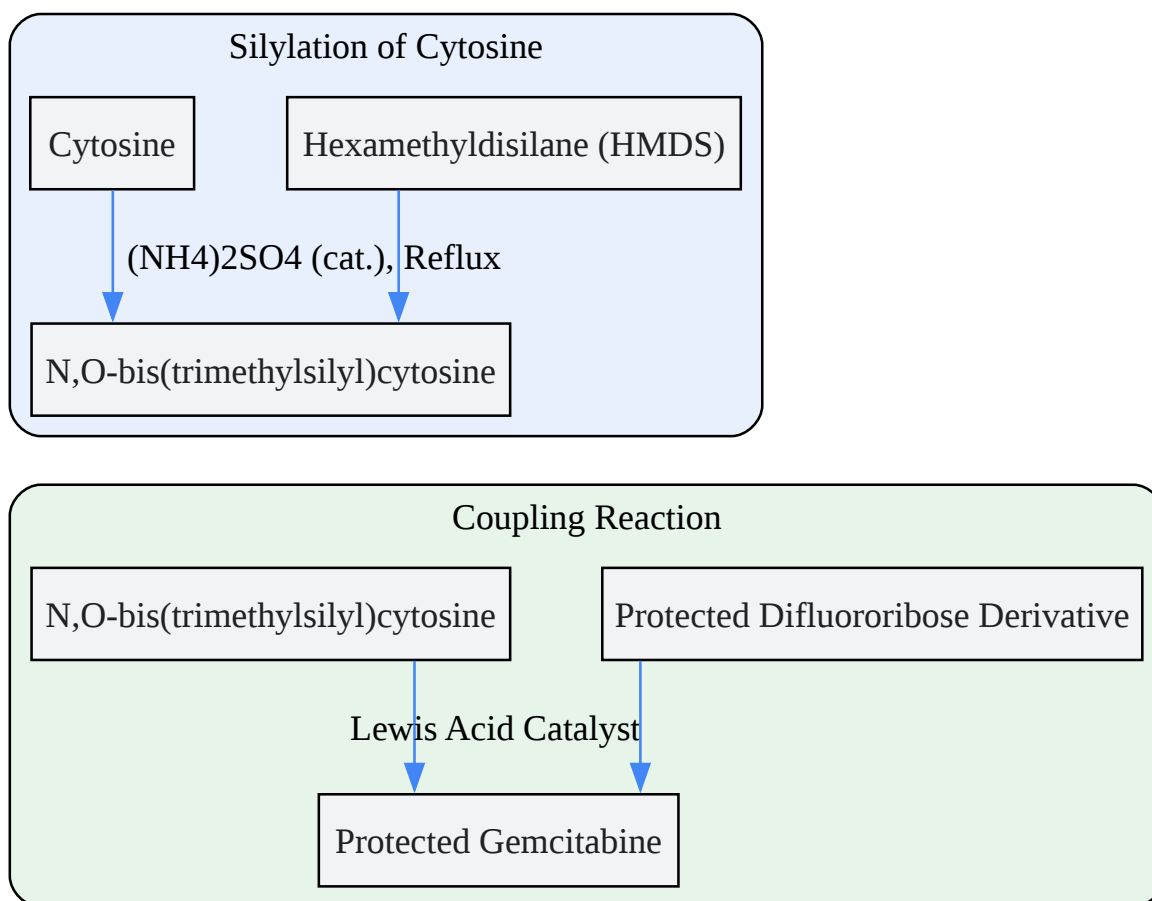 Silylation of Cytosine
Cytosine
Hexamethyldisilane (HMDS)
(NH4)2SO4 (cat.), Reflux
N,O-bis(trimethylsilyl)cytosine
Coupling Reaction
N,O-bis(trimethylsilyl)cytosine
Protected Difluororibose Derivative
Lewis Acid Catalyst
Protected Gemcitabine